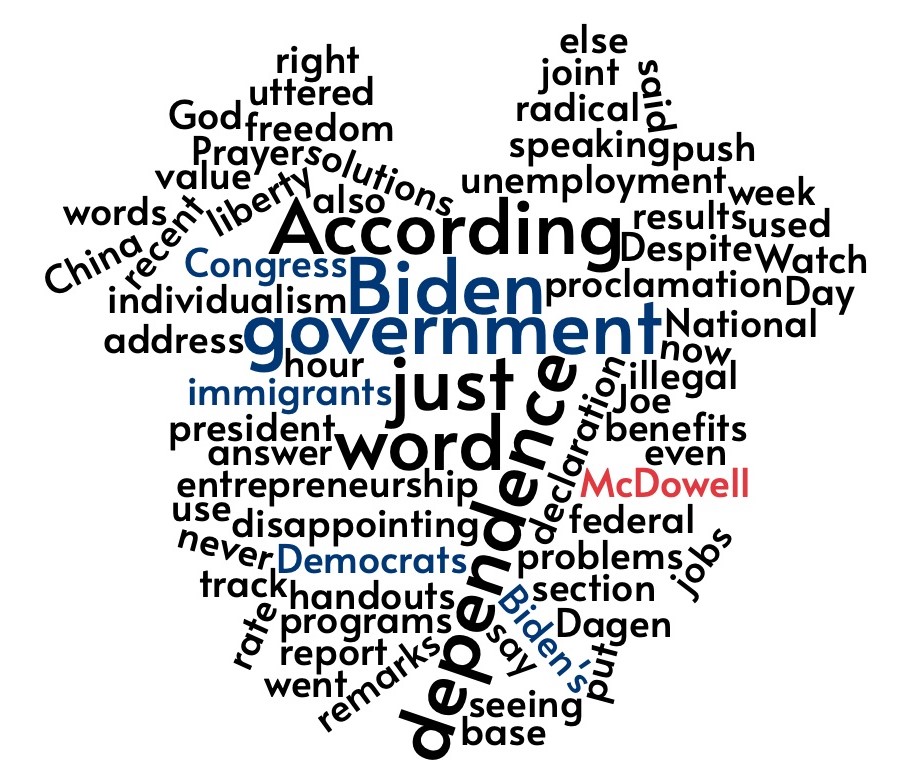 else
right
joint
said
uttered
radical
God
freedom
Prayer
solutions
speaking
push
value
liberty
also
unemployment
week
words
recent
According
results
used
China
Congress
Despite
Watch
individualism
Biden
proclamation
Day
address
government
National
hour
now
immigrants
just
illegal
Joe
president
word
dependence
declaration
benefits
answer
even
entrepreneurship
McDowell
use
disappointing
federal
never
Democrats
problems
jobs
track
handouts
section
rate
programs
say
Biden's
Dagen
report
remarks
put
went
seeing
base